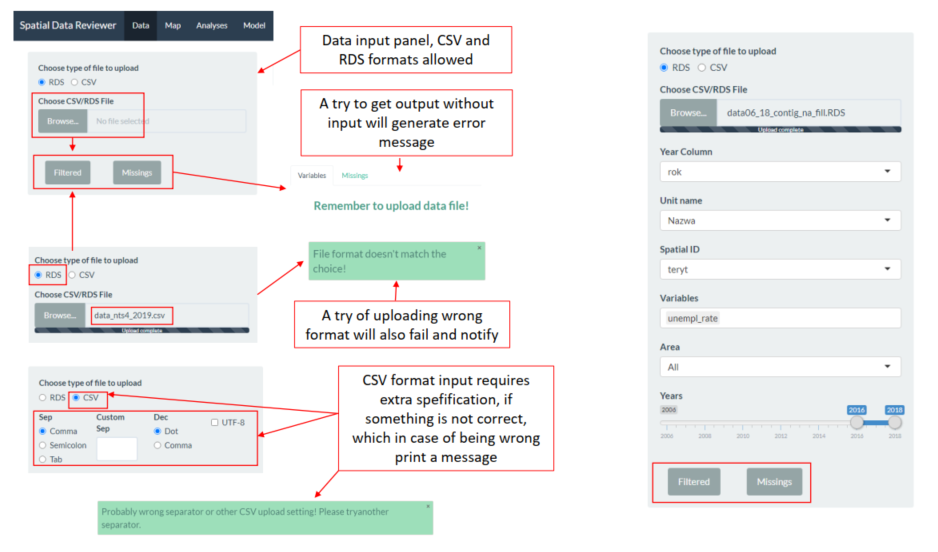 Spatial Data Reviewer Data Map Analyses Model
Data input panel, CSV and
RDS formats allowed
Choose type of file to upload
RDS CSV
Choose CSV/RDS File
Browse... No file selected
Filtered Missings
A try to get output without
input will generate error
message
Variables Missings
Remember to upload data file!
Choose type of file to upload
RDS CSV
Choose CSV/RDS File
Browse... data_nts4_2019.csv
Upload complete
File format doesn't match the
choice!
×
A try of uploading wrong
format will also fail and notify
Choose type of file to upload
RDS CSV
Sep Custom Dec UTF-8
Sep
Comma Dot
Semicolon Comma
Tab
CSV format input requires
extra spefification, if
something is not correct,
which in case of being wrong
print a message
Probably wrong separator or other CSV upload setting! Please tryanother
separator.
×
Choose type of file to upload
RDS CSV
Choose CSV/RDS File
Browse... data06_18_contig_na_fill.RDS
Upload complete
Year Column
rok
Unit name
Nazwa
Spatial ID
teryt
Variables
unempl_rate
Area
All
Years
2006 2016 2018
2006 2008 2010 2012 2014 2016 2018
Filtered Missings